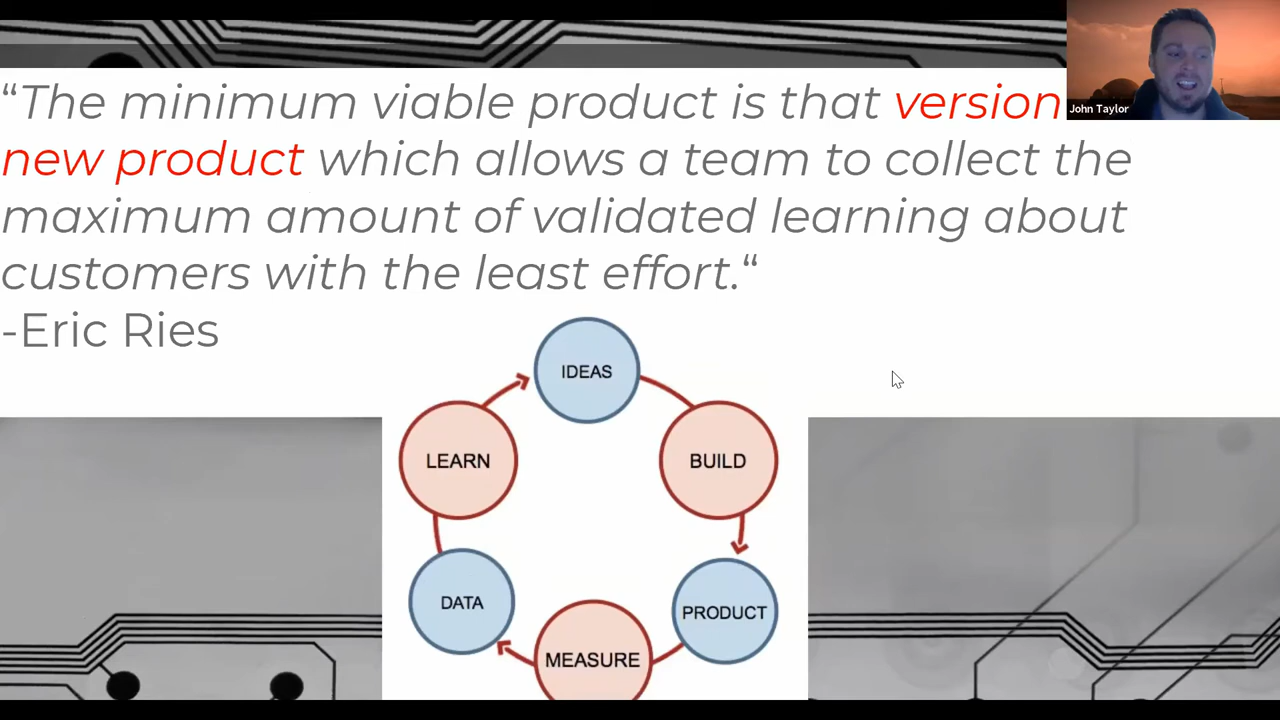 “The minimum viable product is that version
new product which allows a team to collect the
maximum amount of validated learning about
customers with the least effort.“
-Eric Ries
John Taylor
IDEAS
LEARN
BUILD
DATA
PRODUCT
MEASURE